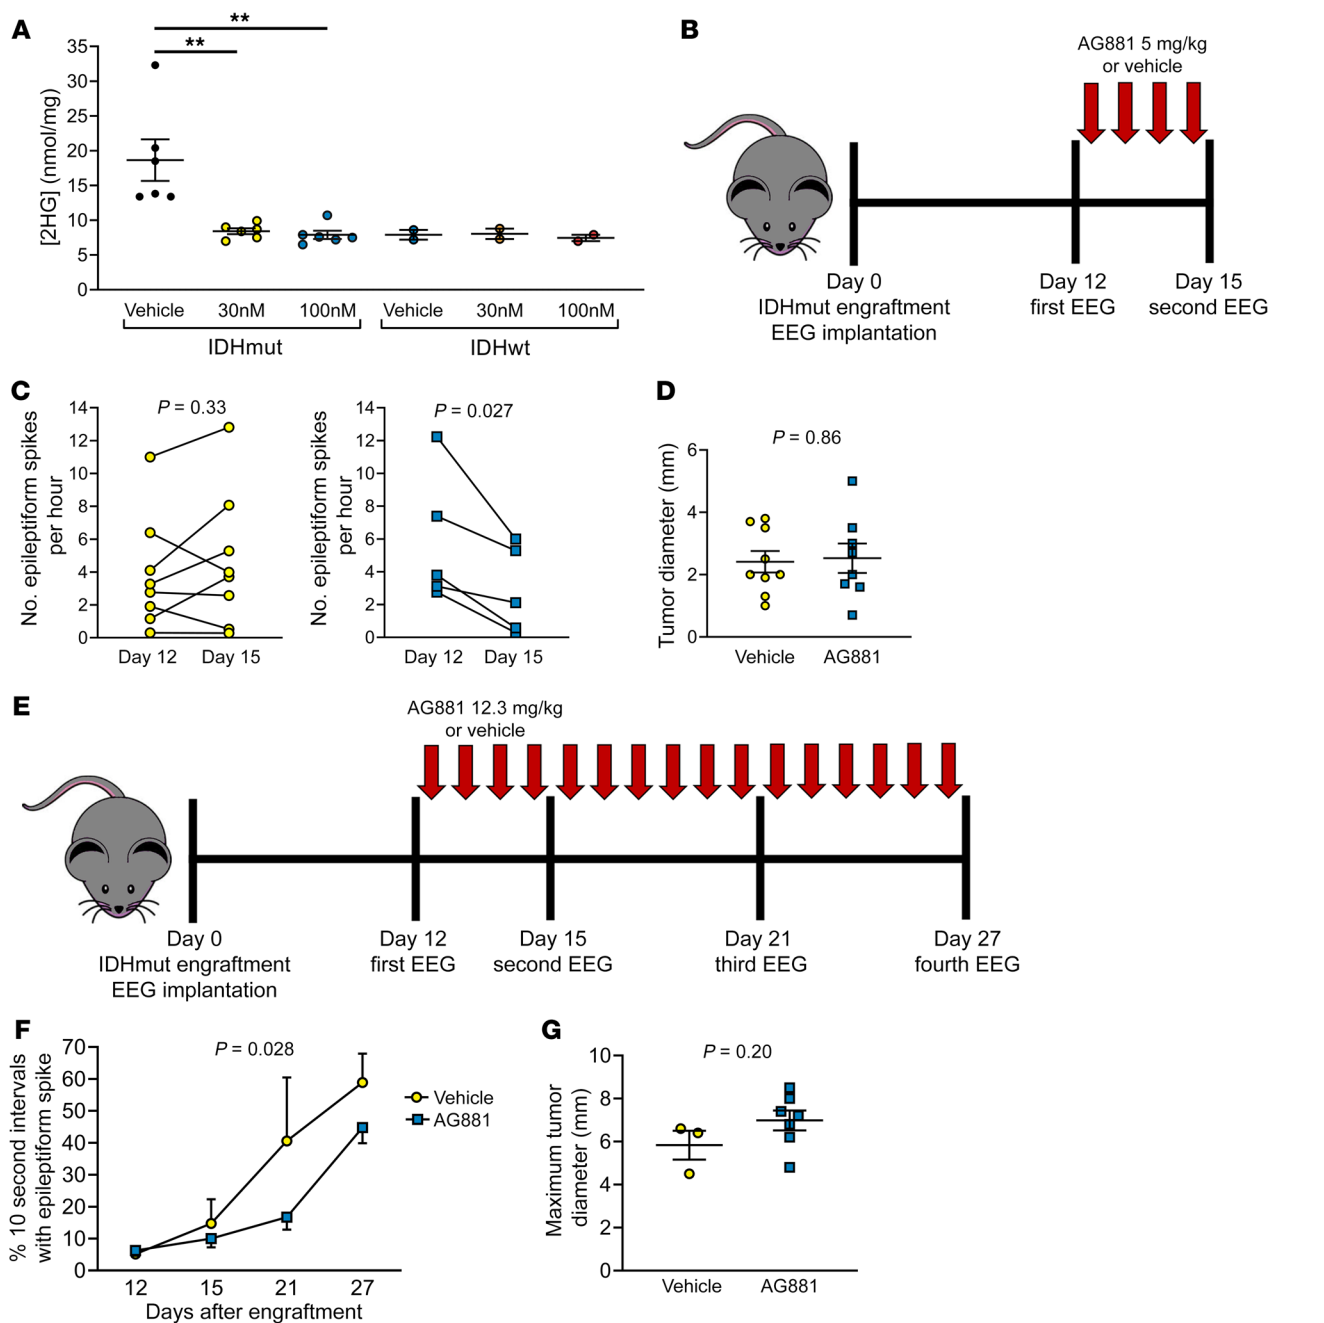 A
**
**
[2HG] (nmol/mg)
35
30
25
20
15
10
5
0
Vehicle 30nM 100nM Vehicle 30nM 100nM
IDHmut IDHwt
B
AG881 5 mg/kg
or vehicle
Day 0
IDHmut engraftment
EEG implantation
Day 12
first EEG
Day 15
second EEG
C
No. epileptiform spikes
per hour
P = 0.33
14
12
10
8
6
4
2
0
Day 12 Day 15
No. epileptiform spikes
per hour
P = 0.027
14
12
10
8
6
4
2
0
Day 12 Day 15
D
Tumor diameter (mm)
P = 0.86
6
4
2
0
Vehicle AG881
E
AG881 12.3 mg/kg
or vehicle
Day 0
IDHmut engraftment
EEG implantation
Day 12
first EEG
Day 15
second EEG
Day 21
third EEG
Day 27
fourth EEG
F
% 10 second intervals
with epileptiform spike
P = 0.028
70
60
50
40
30
20
10
0
12 15 21 27
Days after engraftment
Vehicle
AG881
G
Maximum tumor
diameter (mm)
P = 0.20
10
8
6
4
2
0
Vehicle AG881